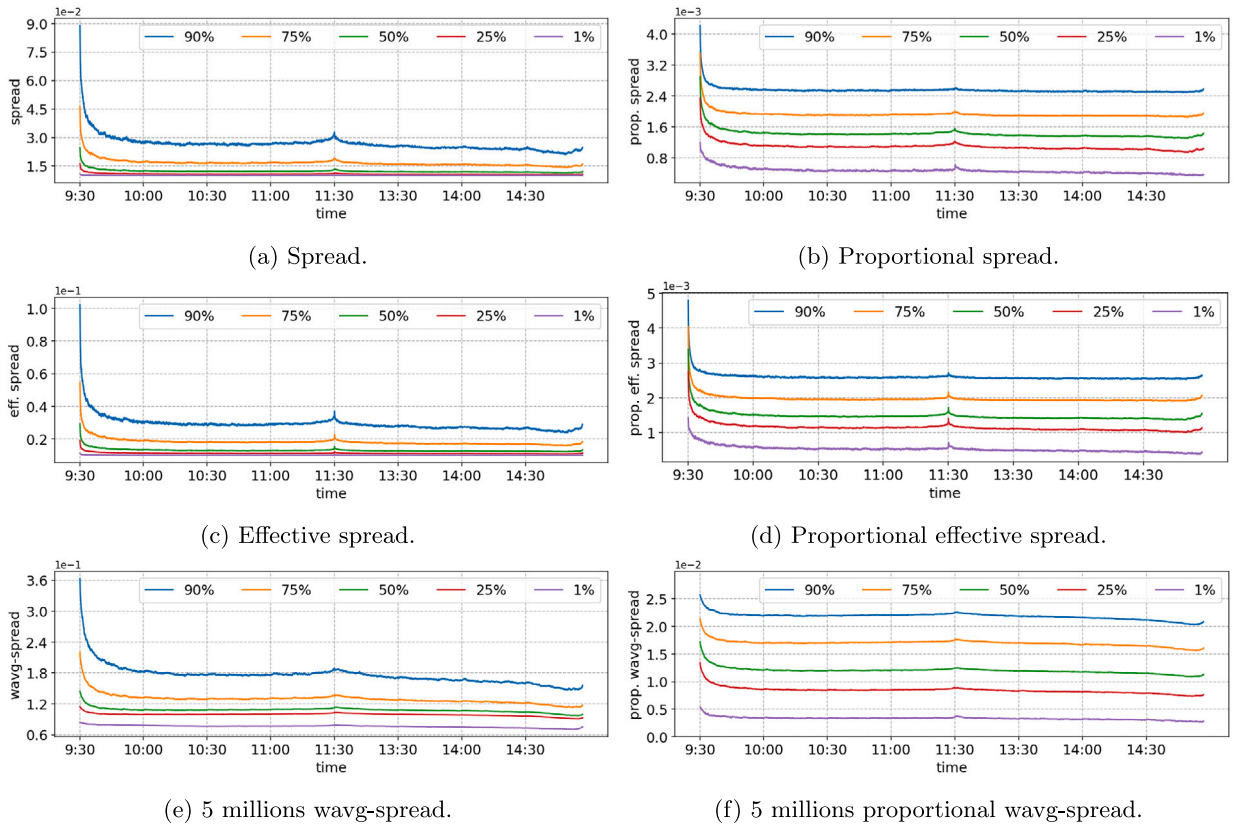 1e−2
9.0
7.5
6.0
4.5
3.0
1.5
spread
90% 75% 50% 25% 1%
9:30 10:00 10:30 11:00 11:30 13:30 14:00 14:30
time
(a) Spread.
1e−3
4.0
3.2
2.4
1.6
0.8
prop. spread
90% 75% 50% 25% 1%
9:30 10:00 10:30 11:00 11:30 13:30 14:00 14:30
time
(b) Proportional spread.
1e−1
1.0
0.8
0.6
0.4
0.2
eff. spread
90% 75% 50% 25% 1%
9:30 10:00 10:30 11:00 11:30 13:30 14:00 14:30
time
(c) Effective spread.
1e−3
5
4
3
2
1
prop. eff. spread
90% 75% 50% 25% 1%
9:30 10:00 10:30 11:00 11:30 13:30 14:00 14:30
time
(d) Proportional effective spread.
1e−1
3.6
3.0
2.4
1.8
1.2
0.6
wavg-spread
90% 75% 50% 25% 1%
9:30 10:00 10:30 11:00 11:30 13:30 14:00 14:30
time
(e) 5 millions wavg-spread.
1e−2
2.5
2.0
1.5
1.0
0.5
0.0
prop. wavg-spread
90% 75% 50% 25% 1%
9:30 10:00 10:30 11:00 11:30 13:30 14:00 14:30
time
(f) 5 millions proportional wavg-spread.